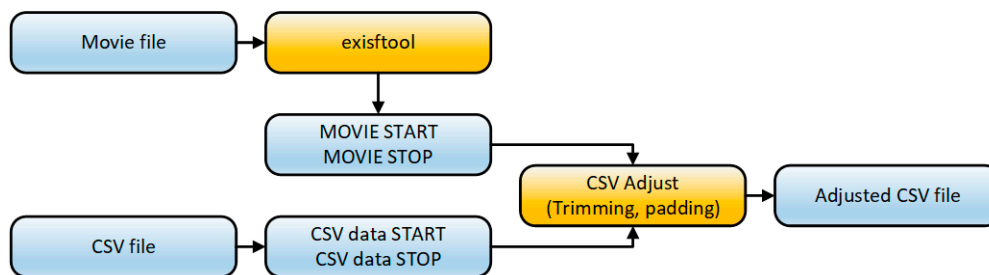 Movie file
exisftool
MOVIE START
MOVIE STOP
CSV Adjust
(Trimming, padding)
Adjusted CSV file
CSV file
CSV data START
CSV data STOP